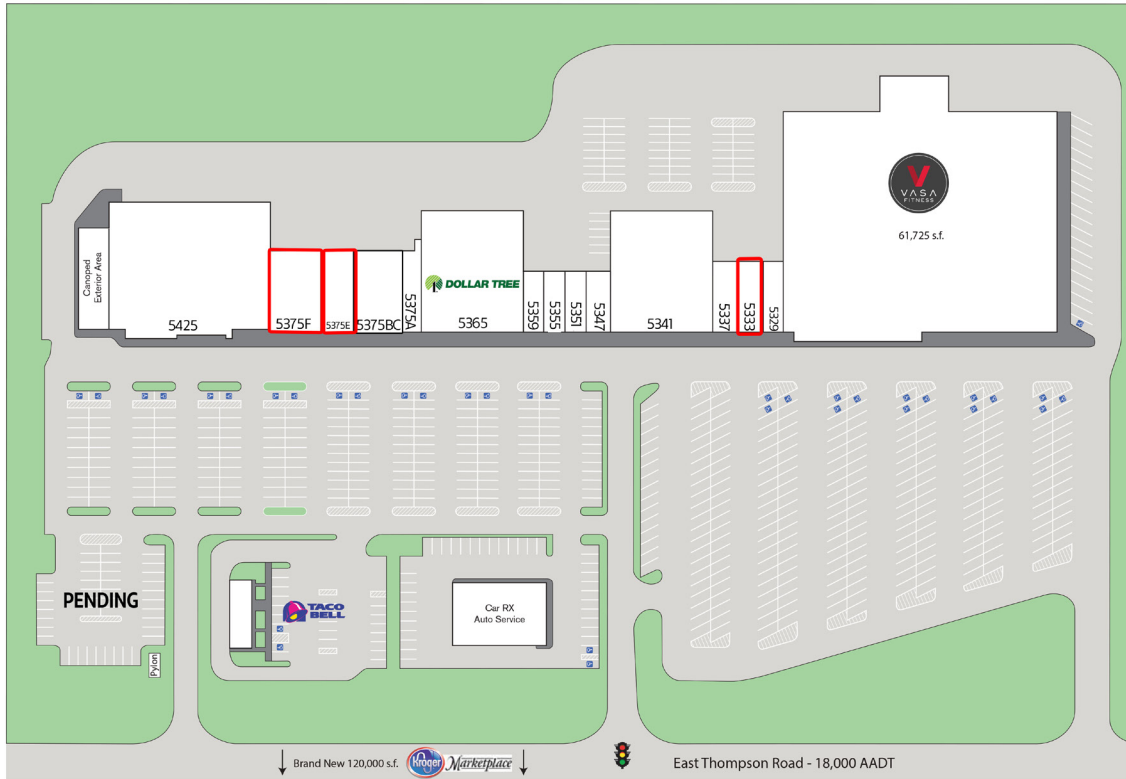 VASA
FITNESS
61,725 s.f.
Canoped
Exterior Area
5425
5375F
5375E
5375BC
5375A
DOLLAR TREE
5365
5359
5355
5351
5347
5341
5337
5333
5329
PENDING
Pylon
TACO
BELL
Car RX
Auto Service
Brand New 120,000 s.f.
Kroger Marketplace
East Thompson Road - 18,000 AADT